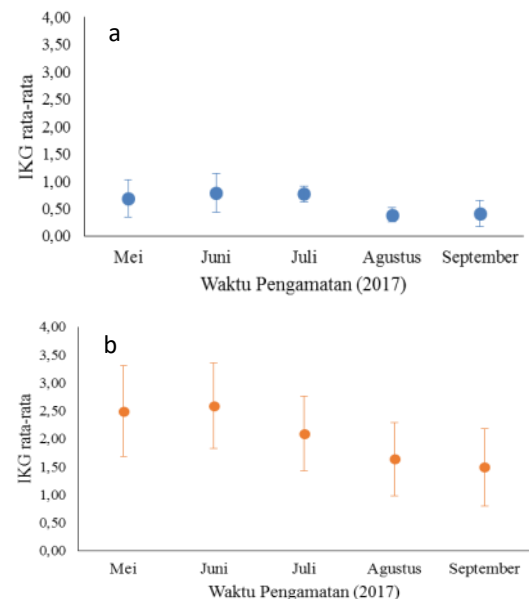 a
4,00
3,50
3,00
2,50
2,00
1,50
1,00
0,50
0,00
IKG rata-rata
Mei Juni Juli Agustus September
Waktu Pengamatan (2017)
b
4,00
3,50
3,00
2,50
2,00
1,50
1,00
0,50
0,00
IKG rata-rata
Mei Juni Juli Agustus September
Waktu Pengamatan (2017)